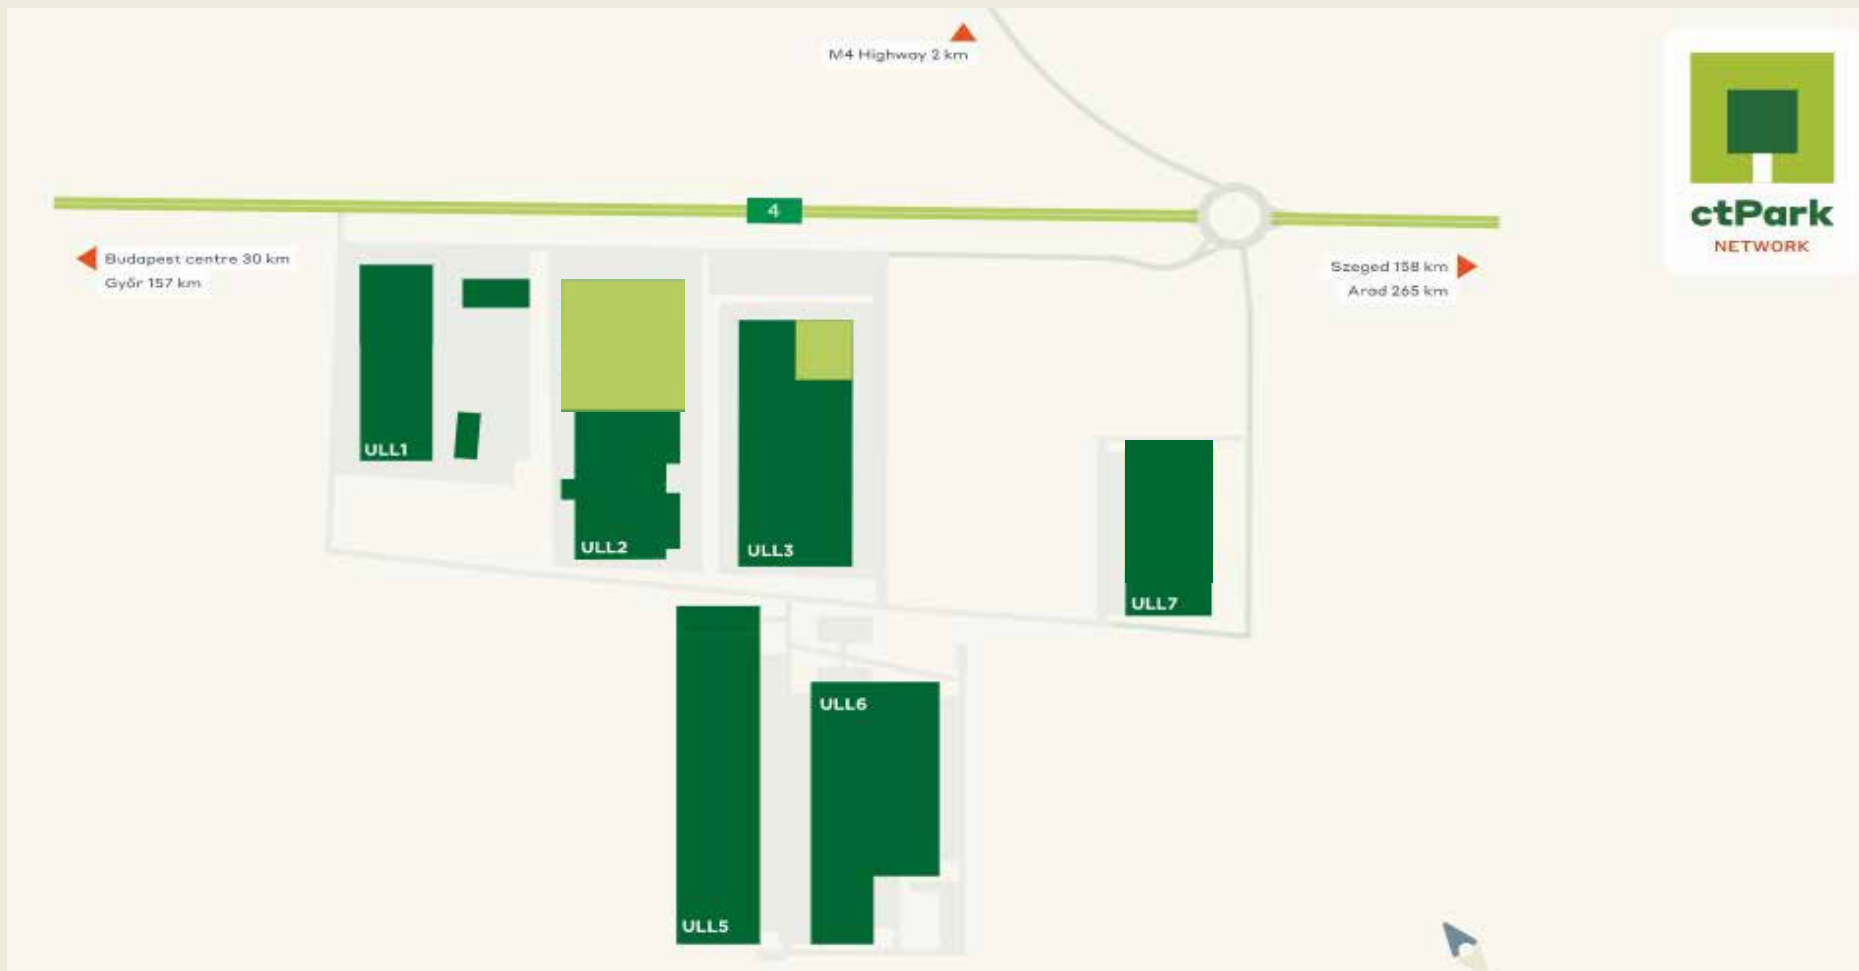 M4 Highway 2 km
ctPark
NETWORK
4
Budapest centre 30 km
Győr 157 km
Szeged 158 km
Arad 265 km
ULL1
ULL2
ULL3
ULL7
ULL6
ULL5